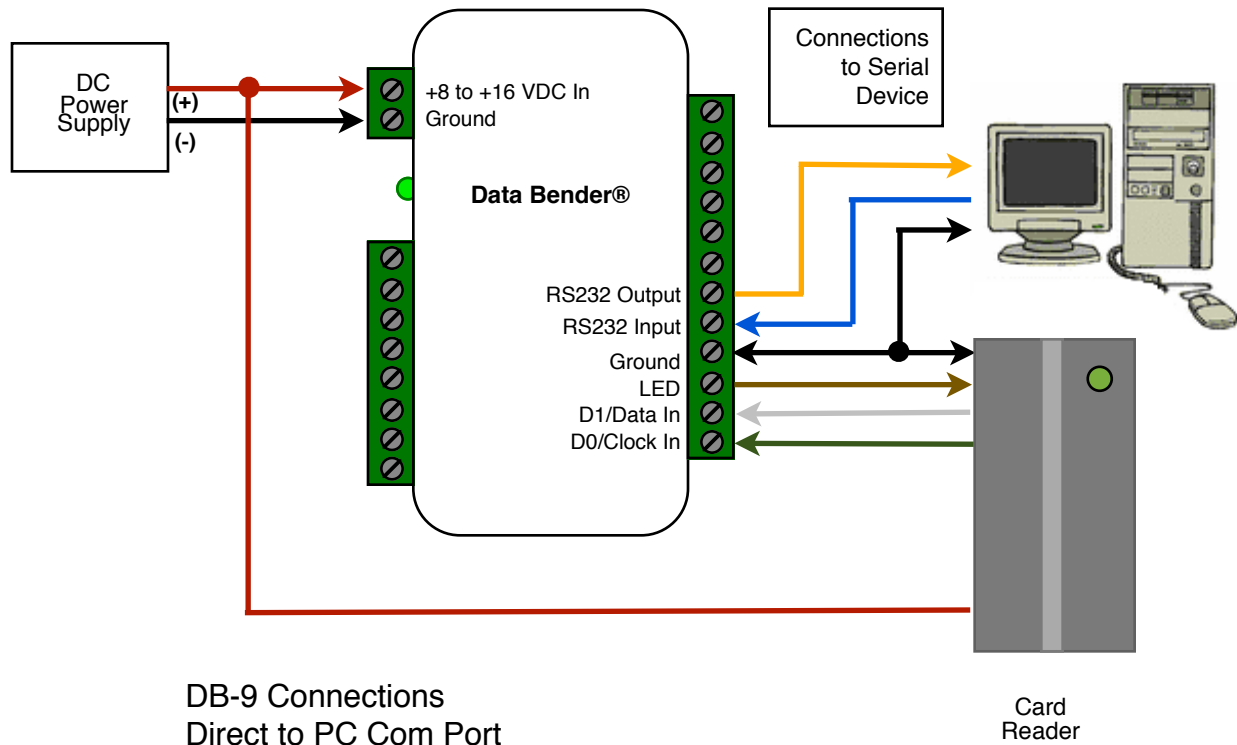 DC
Power
Supply
(+)
(-)
+8 to +16 VDC In
Ground
Data Bender®
RS232 Output
RS232 Input
Ground
LED
D1/Data In
D0/Clock In
Connections
to Serial
Device
DB-9 Connections
Direct to PC Com Port
Card
Reader